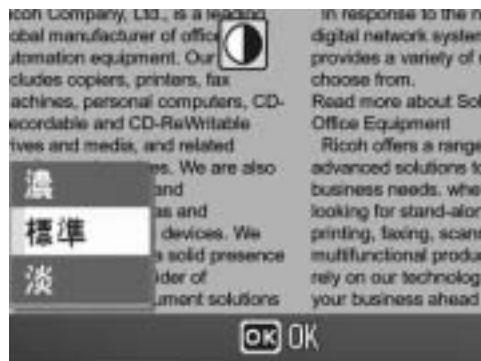 icoh Company, Ltd., is a leading
obal manufacturer of office
utomation equipment. Our
cludes copiers, printers, fax
achines, personal computers, CD-
ecordable and CD-ReWritable
rives and media, and related
es. We are also
and
as and
devices. We
solid presence
ider of
ument solutions
In response to the n
digital network system
provides a variety of
choose from.
Read more about Sol
Office Equipment
Ricoh offers a range
advanced solutions to
business needs. whe
looking for stand-alon
printing, faxing, scan
multifunctional produc
rely on our technolog
your business ahead
濃
標準
淡
OK OK